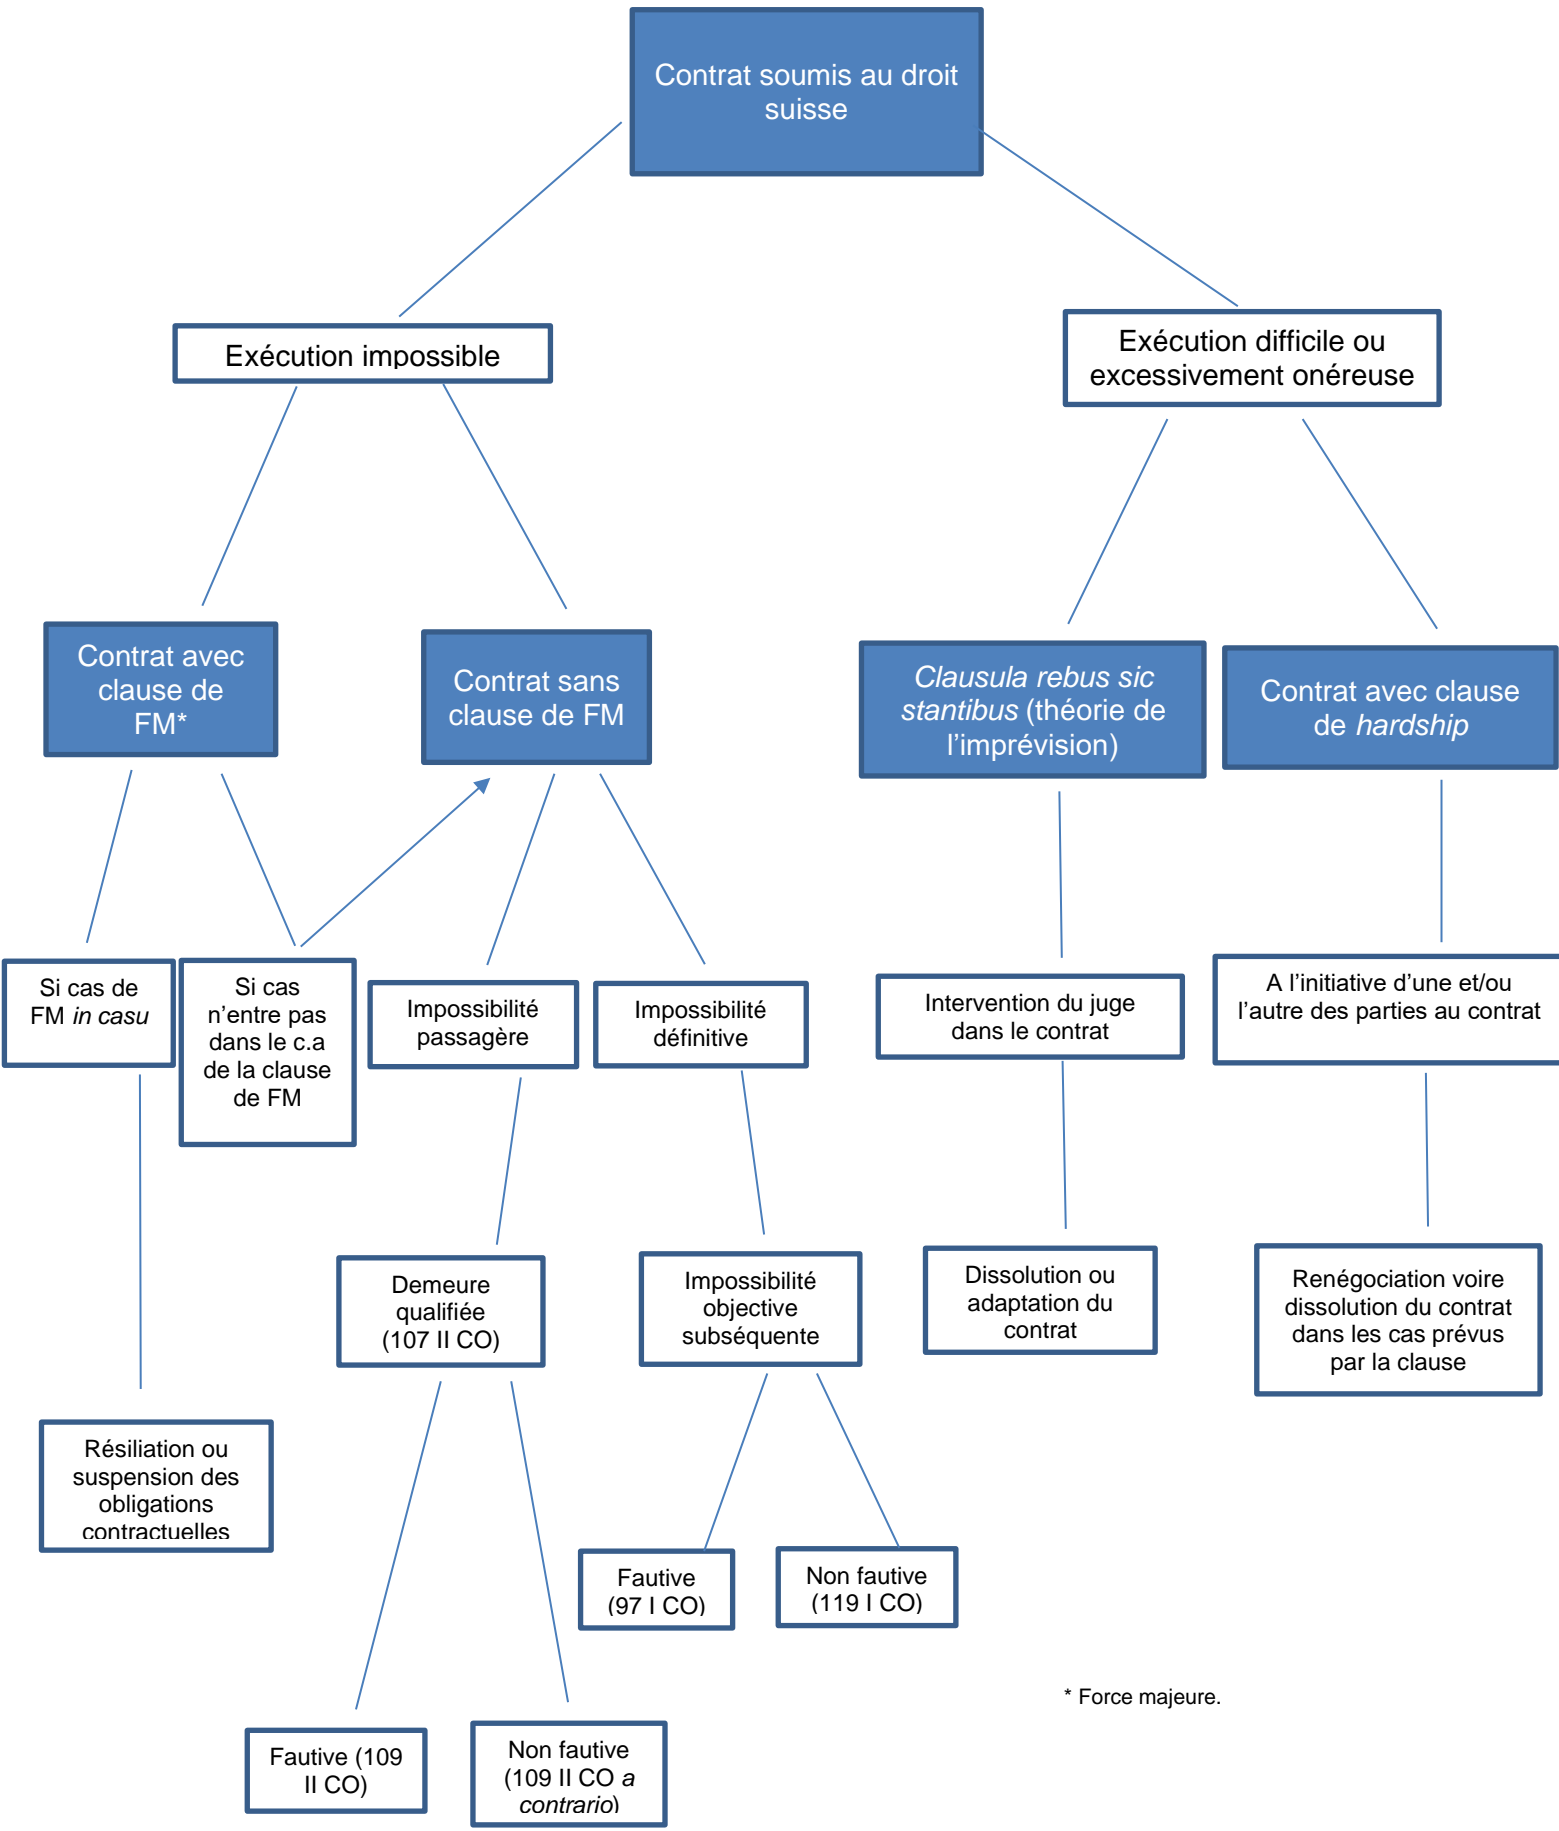 Contrat soumis au droit
suisse
Exécution impossible
Exécution difficile ou
excessivement onéreuse
Contrat avec
clause de
FM*
Contrat sans
clause de FM
Clausula rebus sic
stantibus (théorie de
l’imprévision)
Contrat avec clause
de hardship
Si cas de
FM in casu
Si cas
n’entre pas
dans le c.a
de la clause
de FM
Impossibilité
passagère
Impossibilité
définitive
Intervention du juge
dans le contrat
A l’initiative d’une et/ou
l’autre des parties au contrat
Demeure
qualifiée
(107 II CO)
Impossibilité
objective
subséquente
Dissolution ou
adaptation du
contrat
Renégociation voire
dissolution du contrat
dans les cas prévus
par la clause
Résiliation ou
suspension des
obligations
contractuelles
Fautive
(97 I CO)
Non fautive
(119 I CO)
* Force majeure.
Fautive (109
II CO)
Non fautive
(109 II CO a
contrario)